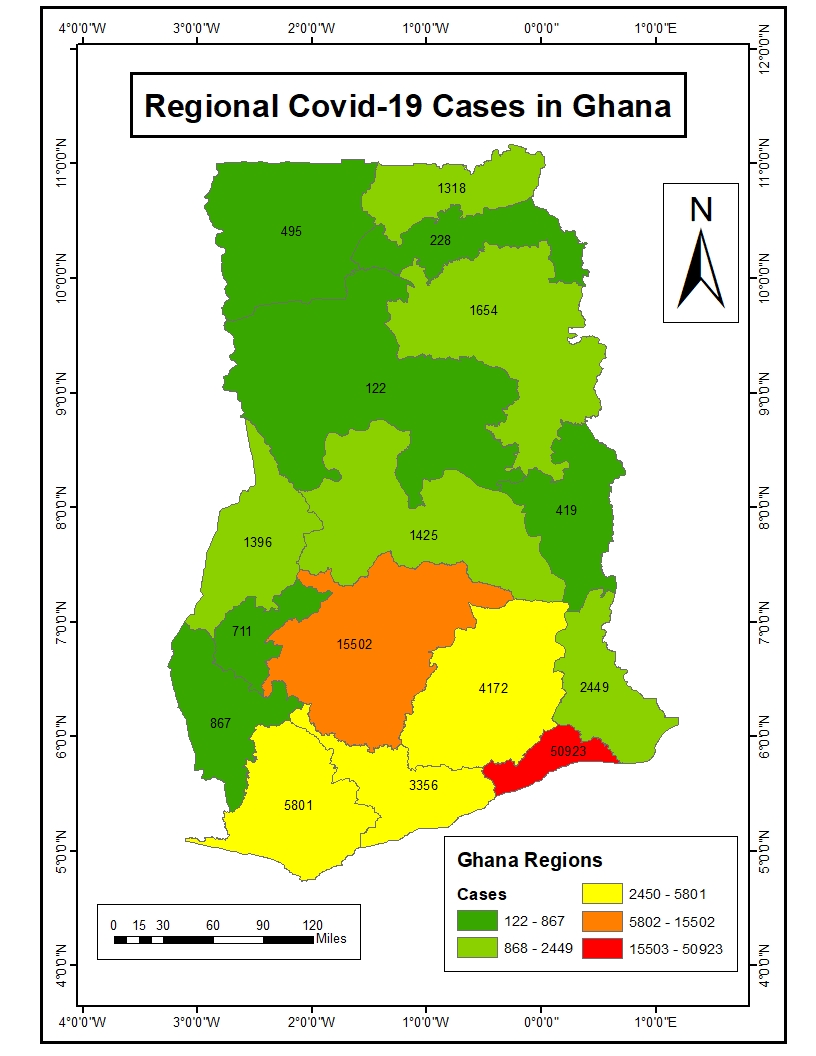 4°0'0"W 3°0'0"W 2°0'0"W 1°0'0"W 0°0'0" 1°0'0"E
12°0'0"N
Regional Covid-19 Cases in Ghana
11°0'0"N 11°0'0"N
1318
N
495
228
10°0'0"N 10°0'0"N
1654
122
9°0'0"N 9°0'0"N
419
8°0'0"N 8°0'0"N
1425
1396
711
7°0'0"N 7°0'0"N
15502
4172
2449
867
6°0'0"N 6°0'0"N
50923
3356
5801
5°0'0"N 5°0'0"N
Ghana Regions
Cases
122 - 867
868 - 2449
2450 - 5801
5802 - 15502
15503 - 50923
0 15 30 60 90 120
Miles
4°0'0"N 4°0'0"N
4°0'0"W 3°0'0"W 2°0'0"W 1°0'0"W 0°0'0" 1°0'0"E